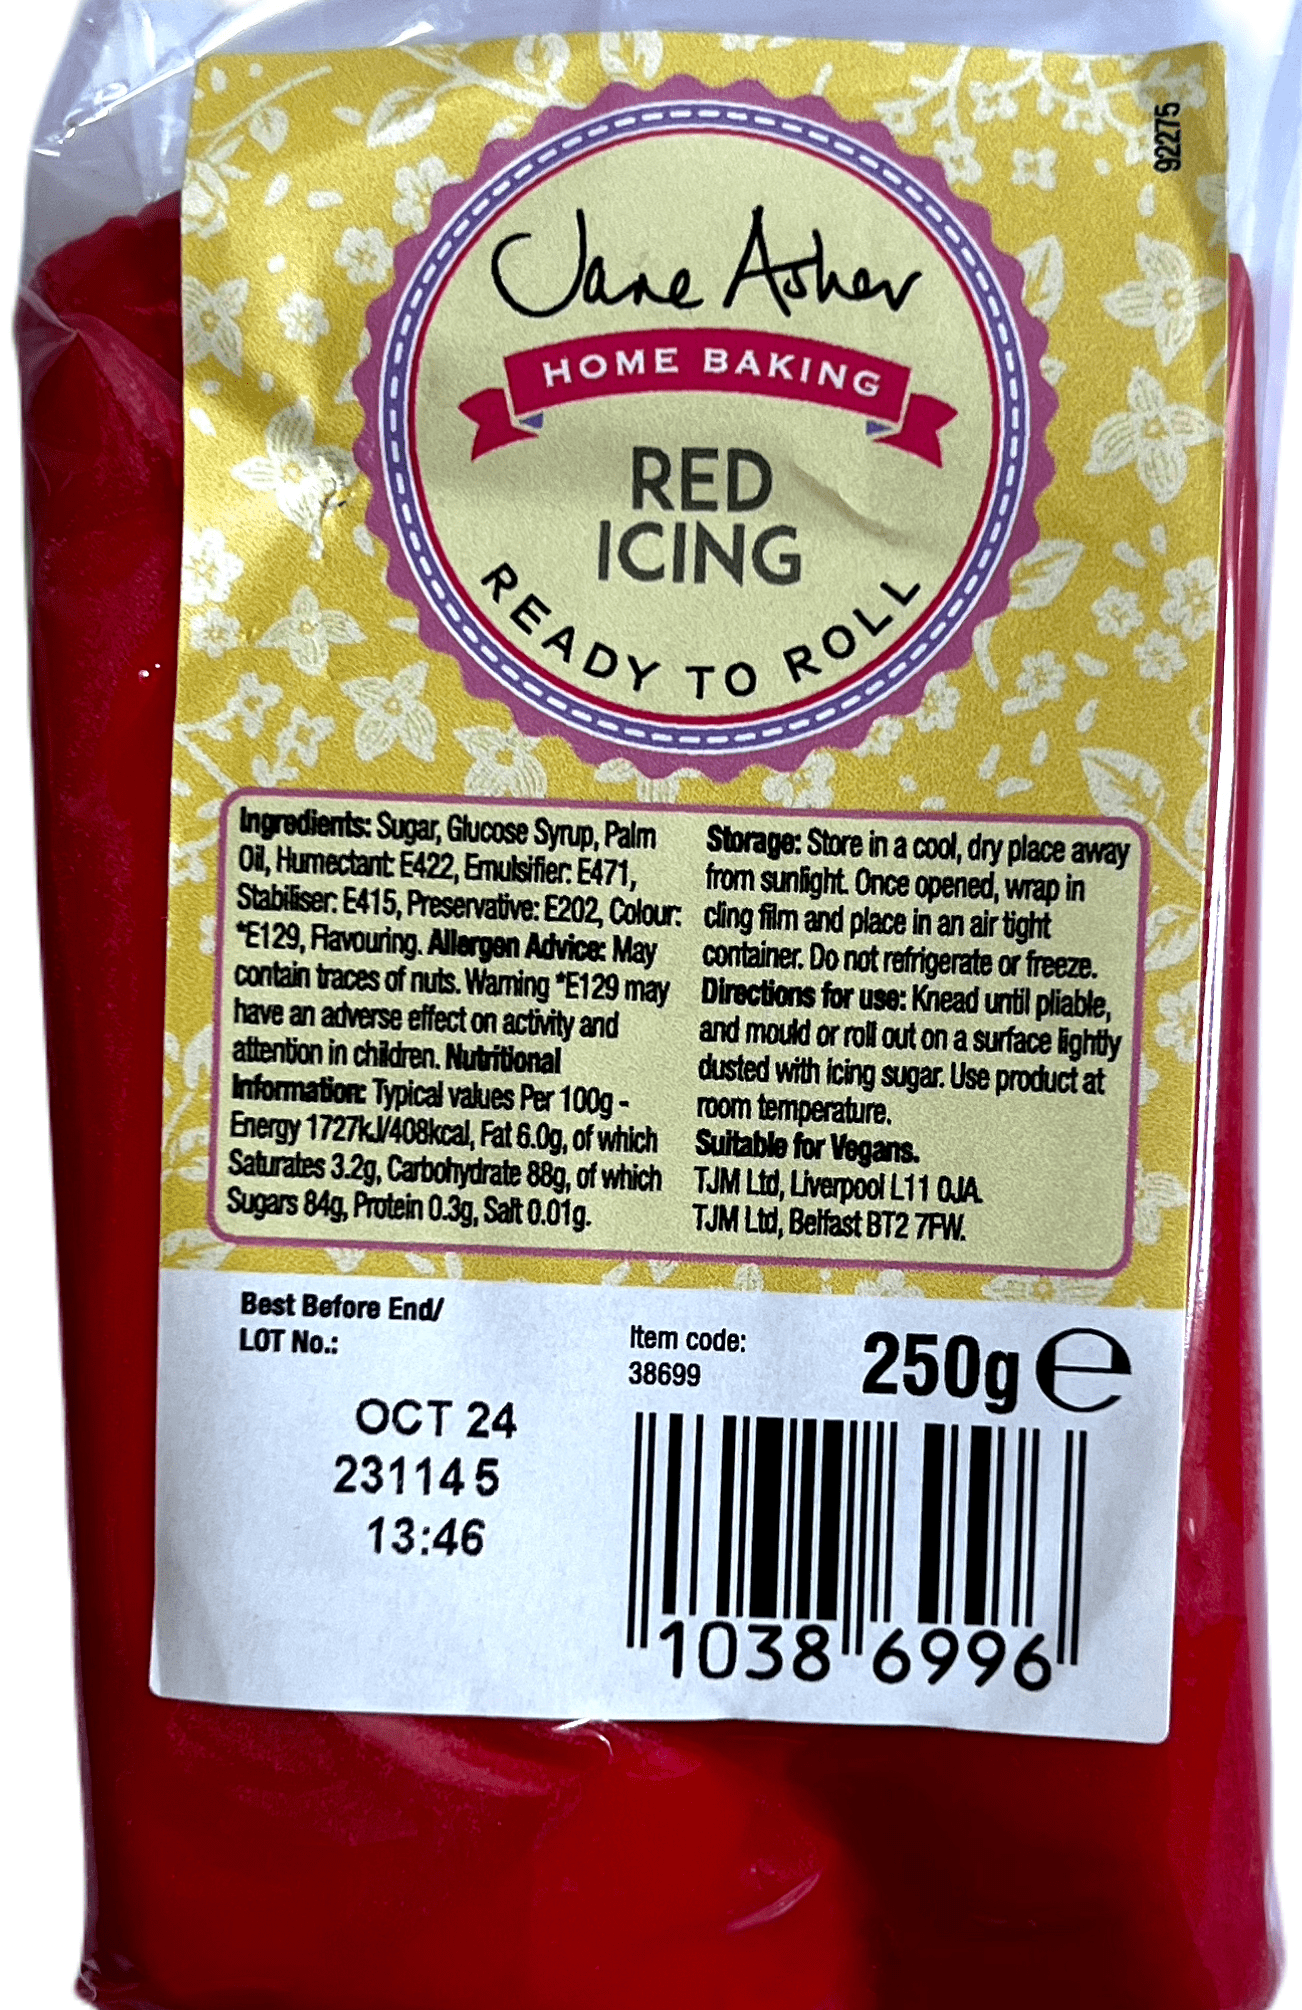 92275
Jane Asher
HOME BAKING
RED
ICING
READY TO ROLL
Ingredients: Sugar, Glucose Syrup, Palm
Oil, Humectant: E422, Emulsifier: E471,
Stabiliser: E415, Preservative: E202, Colour:
*E129, Flavouring. Allergen Advice: May
contain traces of nuts. Warning *E129 may
have an adverse effect on activity and
attention in children. Nutritional
Information: Typical values Per 100g -
Energy 1727kJ/408kcal, Fat 6.0g, of which
Saturates 3.2g, Carbohydrate 88g, of which
Sugars 84g, Protein 0.3g, Salt 0.01g.
Storage: Store in a cool, dry place away
from sunlight. Once opened, wrap in
cling film and place in an air tight
container. Do not refrigerate or freeze.
Directions for use: Knead until pliable,
and mould or roll out on a surface lightly
dusted with icing sugar. Use product at
room temperature.
Suitable for Vegans.
TJM Ltd, Liverpool L11 0JA.
TJM Ltd, Belfast BT2 7FW.
Best Before End/
LOT No.:
OCT 24
231145
13:46
Item code:
38699
250g ℮
1038 6996